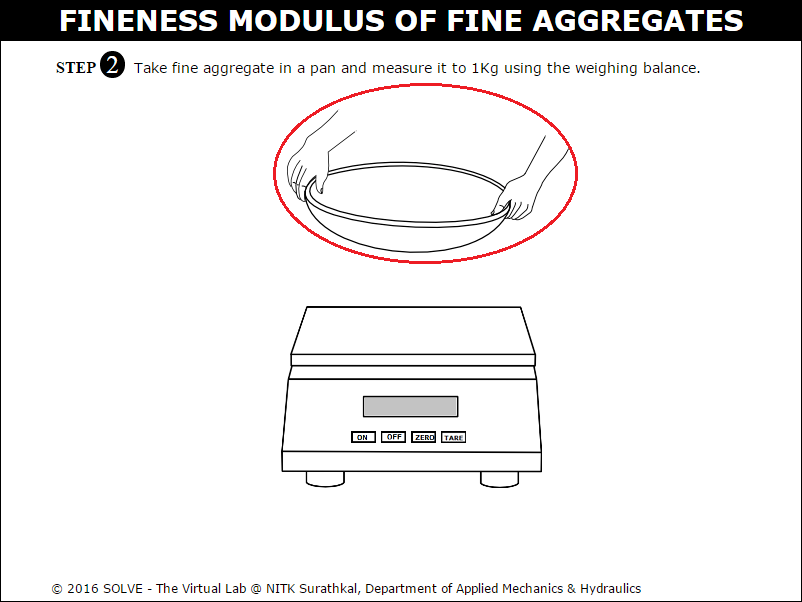 FINENESS MODULUS OF FINE AGGREGATES
STEP 2 Take fine aggregate in a pan and measure it to 1Kg using the weighing balance.
ON OFF ZERO TARE
© 2016 SOLVE - The Virtual Lab @ NITK Surathkal, Department of Applied Mechanics & Hydraulics